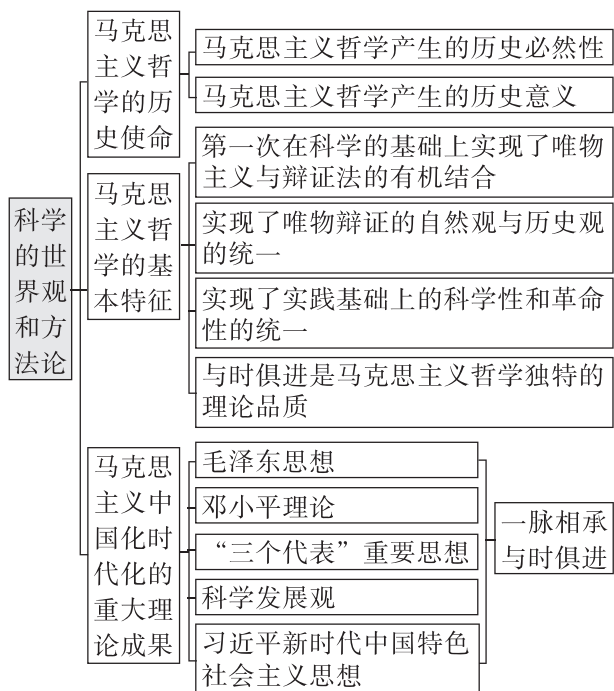 科学
的世
界观
和方
法论
马克思
主义哲
学的历
史使命
马克思主义哲学产生的历史必然性
马克思主义哲学产生的历史意义
马克思
主义哲
学的基
本特征
第一次在科学的基础上实现了唯物
主义与辩证法的有机结合
实现了唯物辩证的自然观与历史观
的统一
实现了实践基础上的科学性和革命
性的统一
与时俱进是马克思主义哲学独特的
理论品质
马克思
主义中
国化时
代化的
重大理
论成果
毛泽东思想
邓小平理论
“三个代表”重要思想
科学发展观
习近平新时代中国特色
社会主义思想
一脉相承
与时俱进